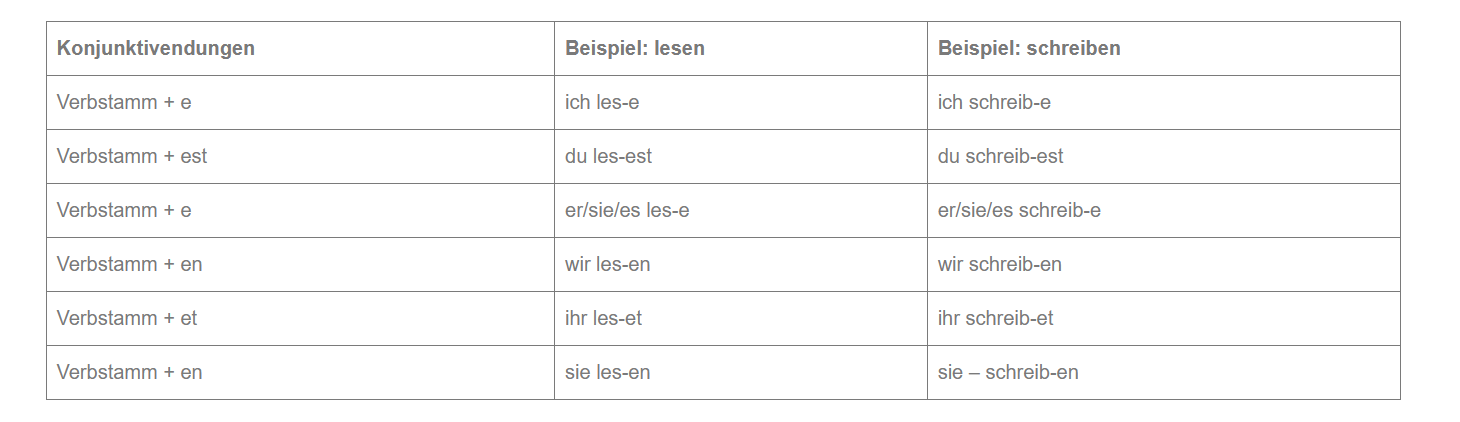 Konjunktivendungen Beispiel: lesen Beispiel: schreiben
Verbstamm + e ich les-e ich schreib-e
Verbstamm + est du les-est du schreib-est
Verbstamm + e er/sie/es les-e er/sie/es schreib-e
Verbstamm + en wir les-en wir schreib-en
Verbstamm + et ihr les-et ihr schreib-et
Verbstamm + en sie les-en sie – schreib-en